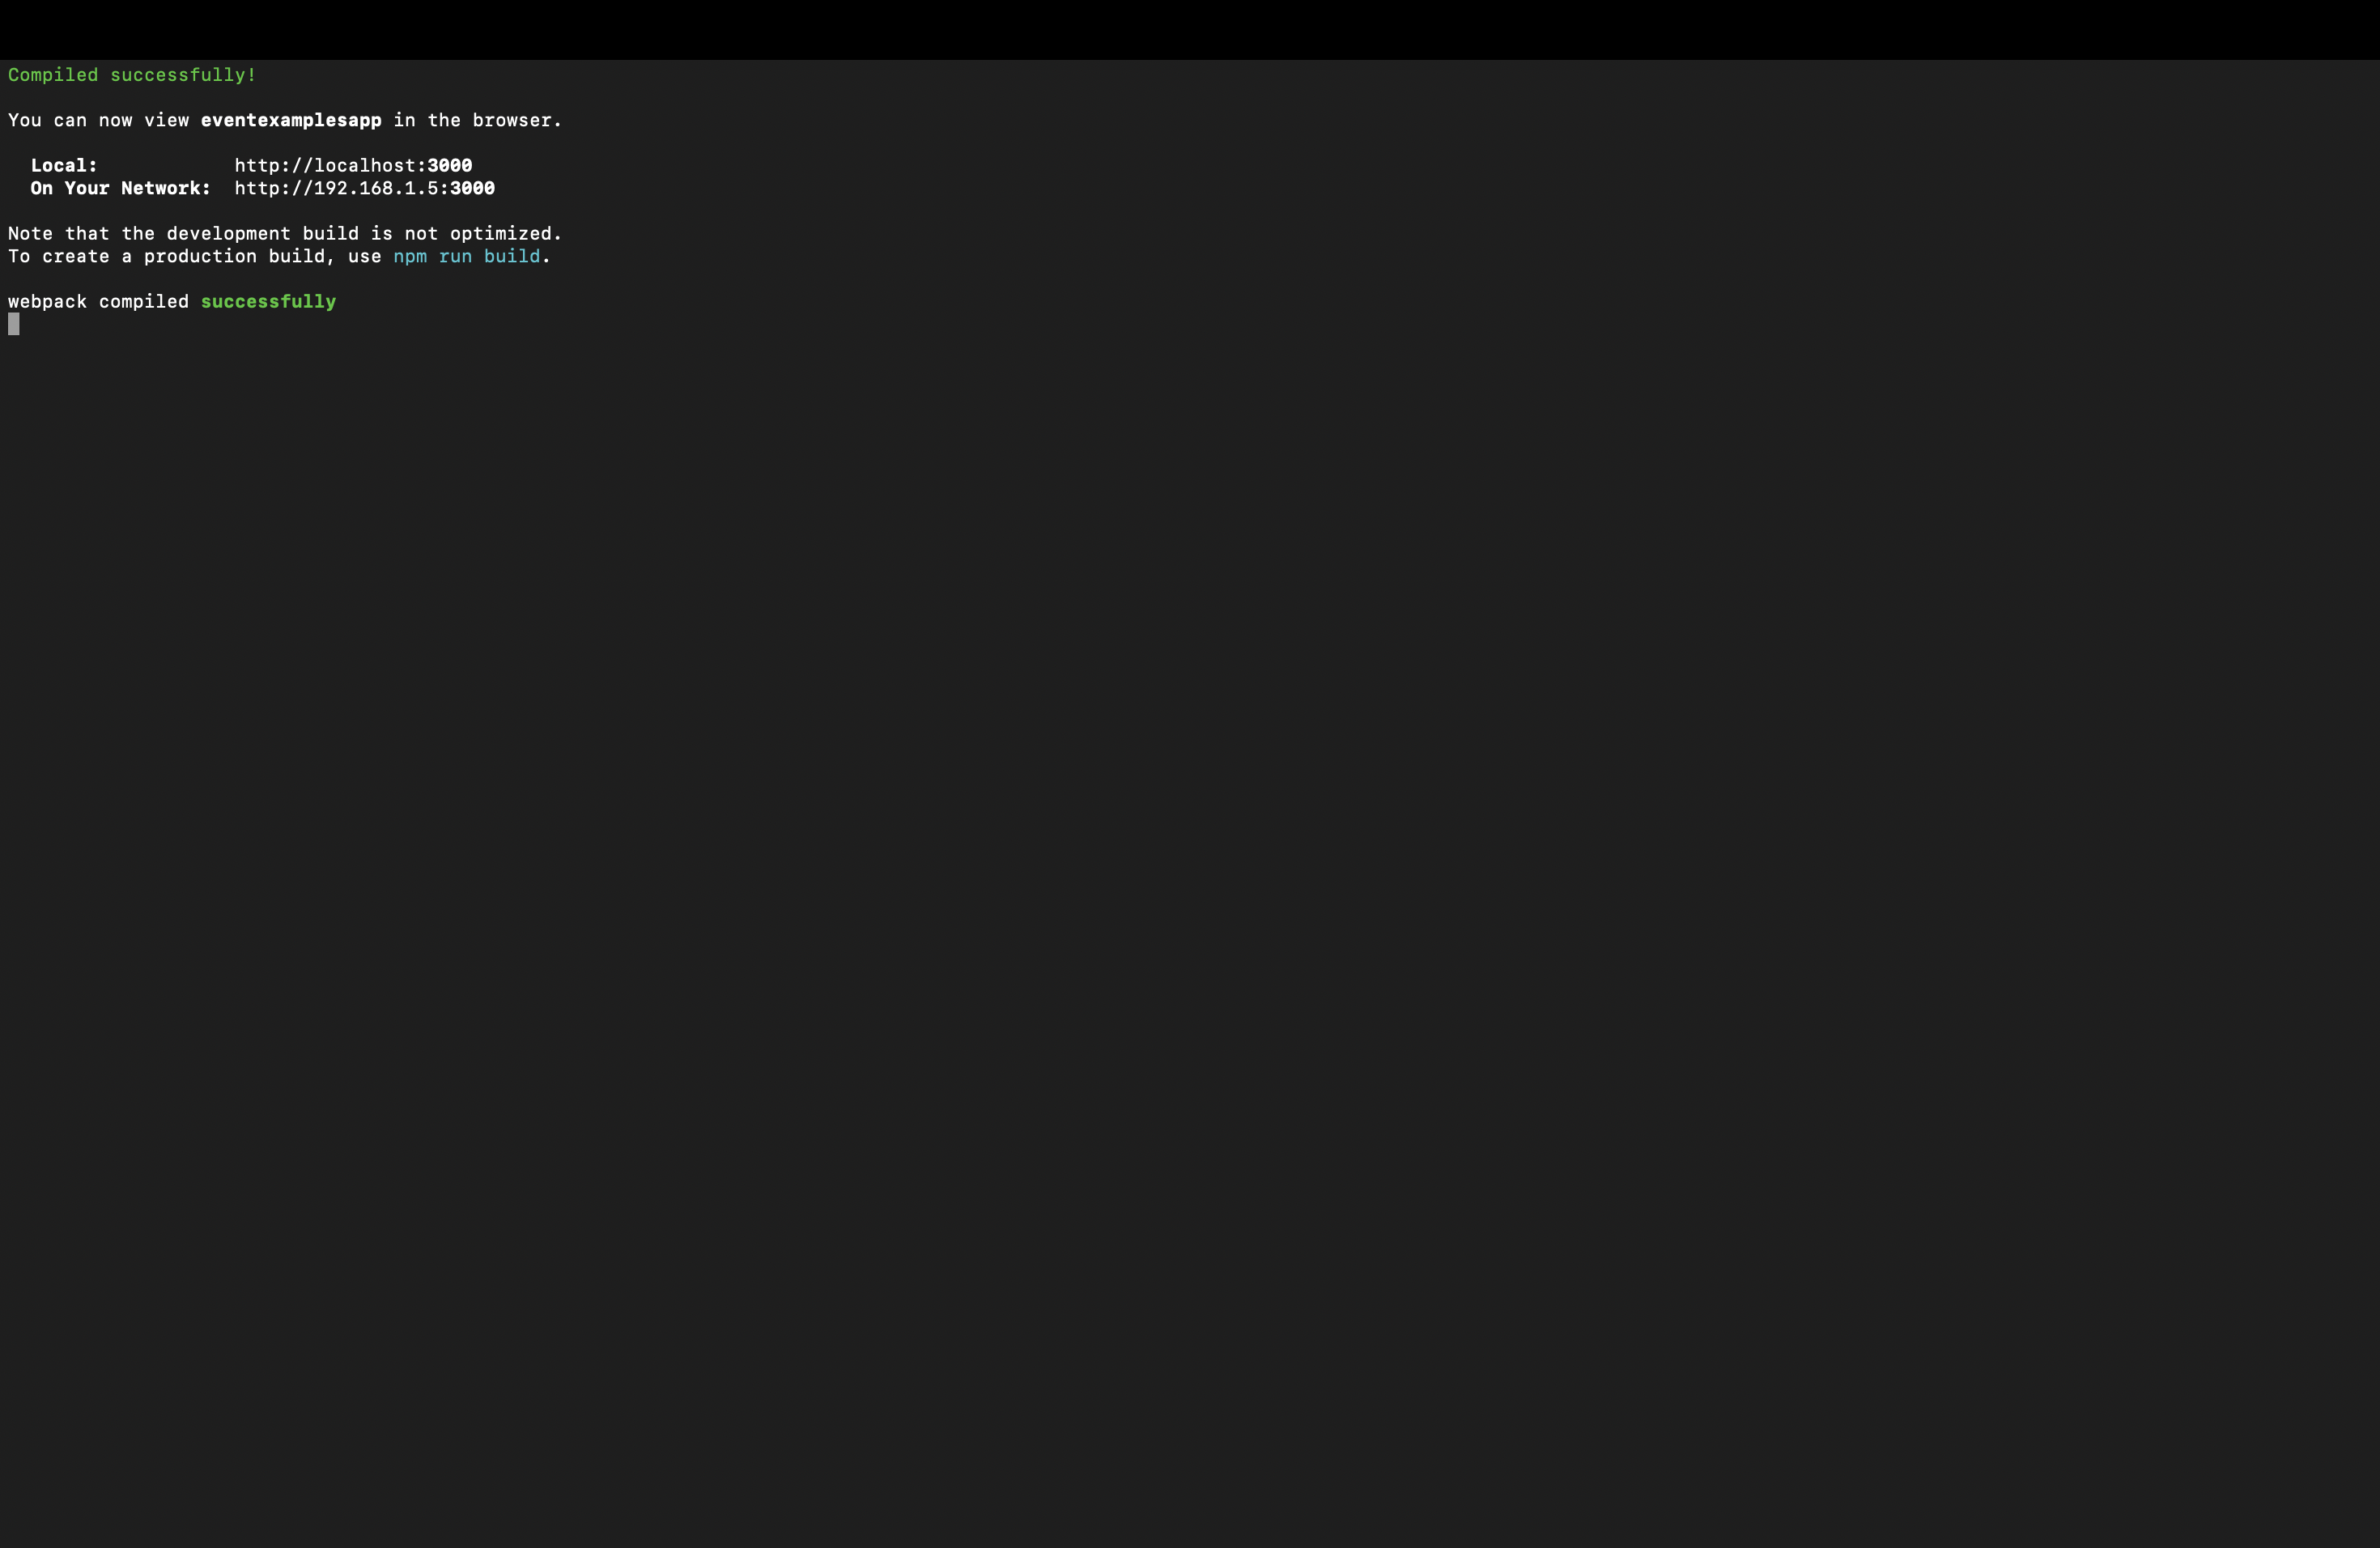 Compiled successfully!
You can now view eventexamplesapp in the browser.
Local: http://localhost:3000
On Your Network: http://192.168.1.5:3000
Note that the development build is not optimized.
To create a production build, use npm run build.
webpack compiled successfully